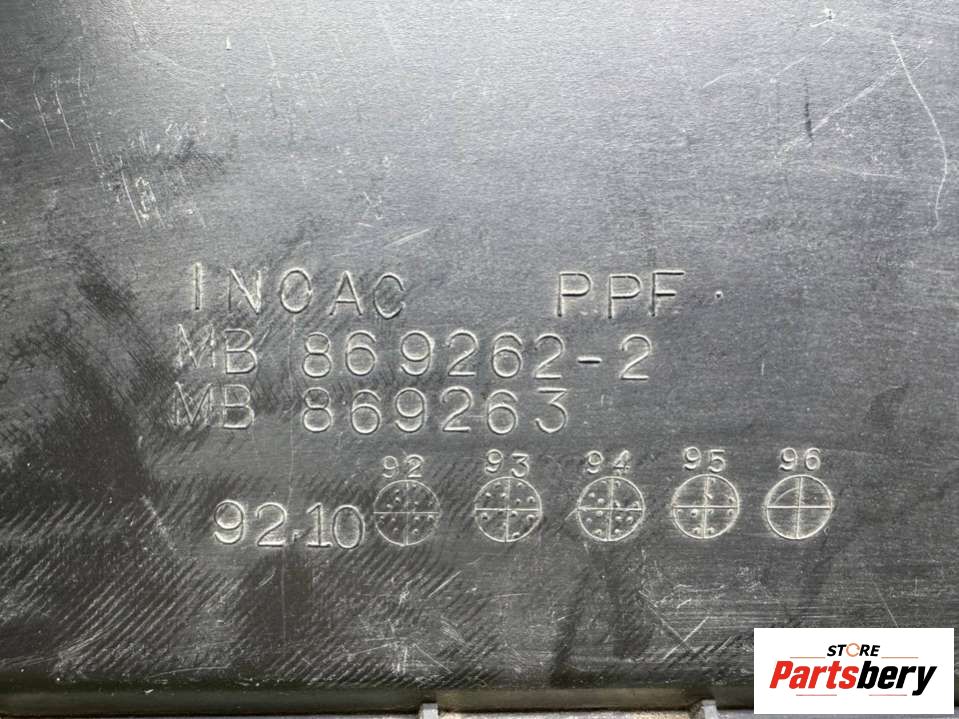 INOAC PPF
MB 869262-2
MB 869263
92 93 94 95 96
92.10
STORE
Partsbery